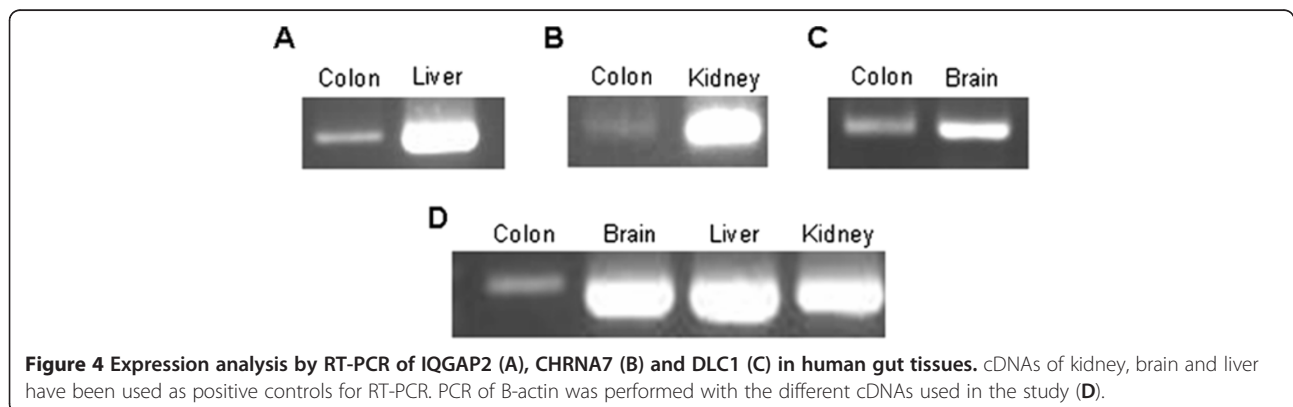 A
Colon Liver
B
Colon Kidney
C
Colon Brain
D
Colon Brain Liver Kidney
Figure 4 Expression analysis by RT-PCR of IQGAP2 (A), CHRNA7 (B) and DLC1 (C) in human gut tissues. cDNAs of kidney, brain and liver
have been used as positive controls for RT-PCR. PCR of B-actin was performed with the different cDNAs used in the study (D).